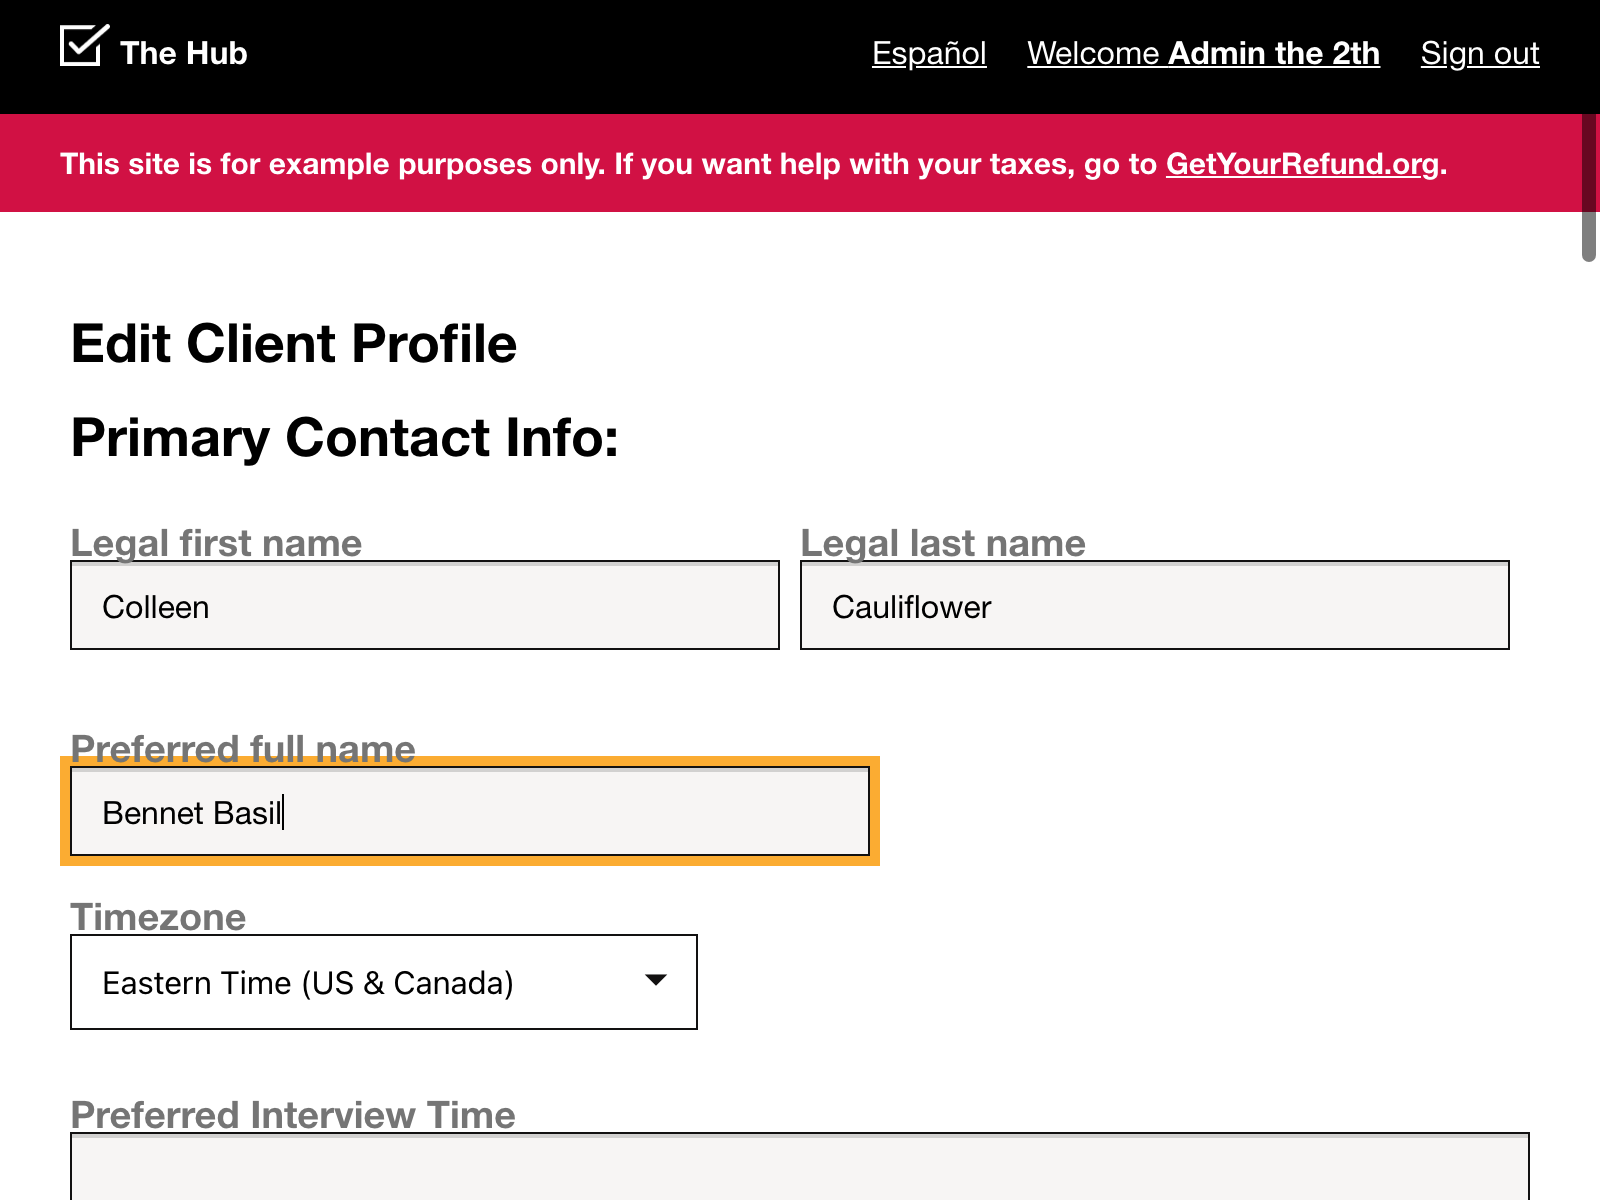 The Hub
Español Welcome Admin the 2th Sign out
This site is for example purposes only. If you want help with your taxes, go to GetYourRefund.org.
Edit Client Profile
Primary Contact Info:
Legal first name Legal last name
Colleen Cauliflower
Preferred full name
Bennet Basil
Timezone
Eastern Time (US & Canada)
Preferred Interview Time